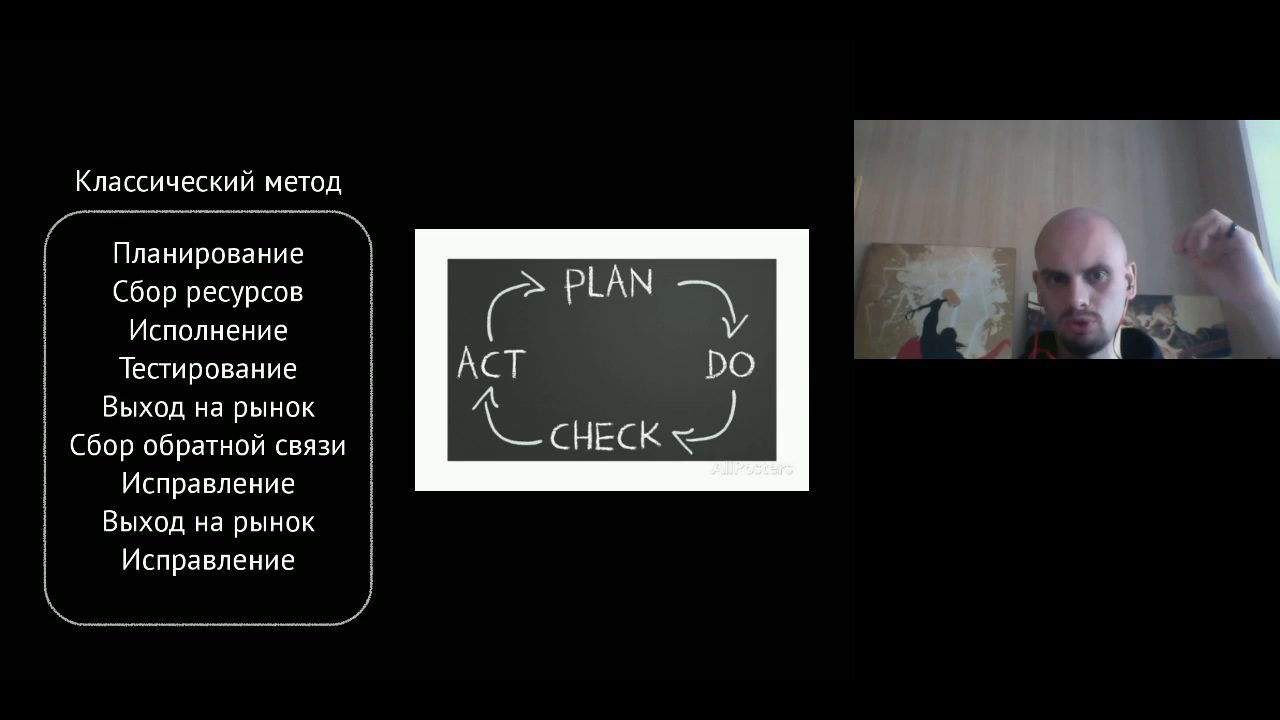 Классический метод
Планирование
Сбор ресурсов
Исполнение
Тестирование
Выход на рынок
Сбор обратной связи
Исправление
Выход на рынок
Исправление
PLAN
ACT
DO
CHECK
AllPosters